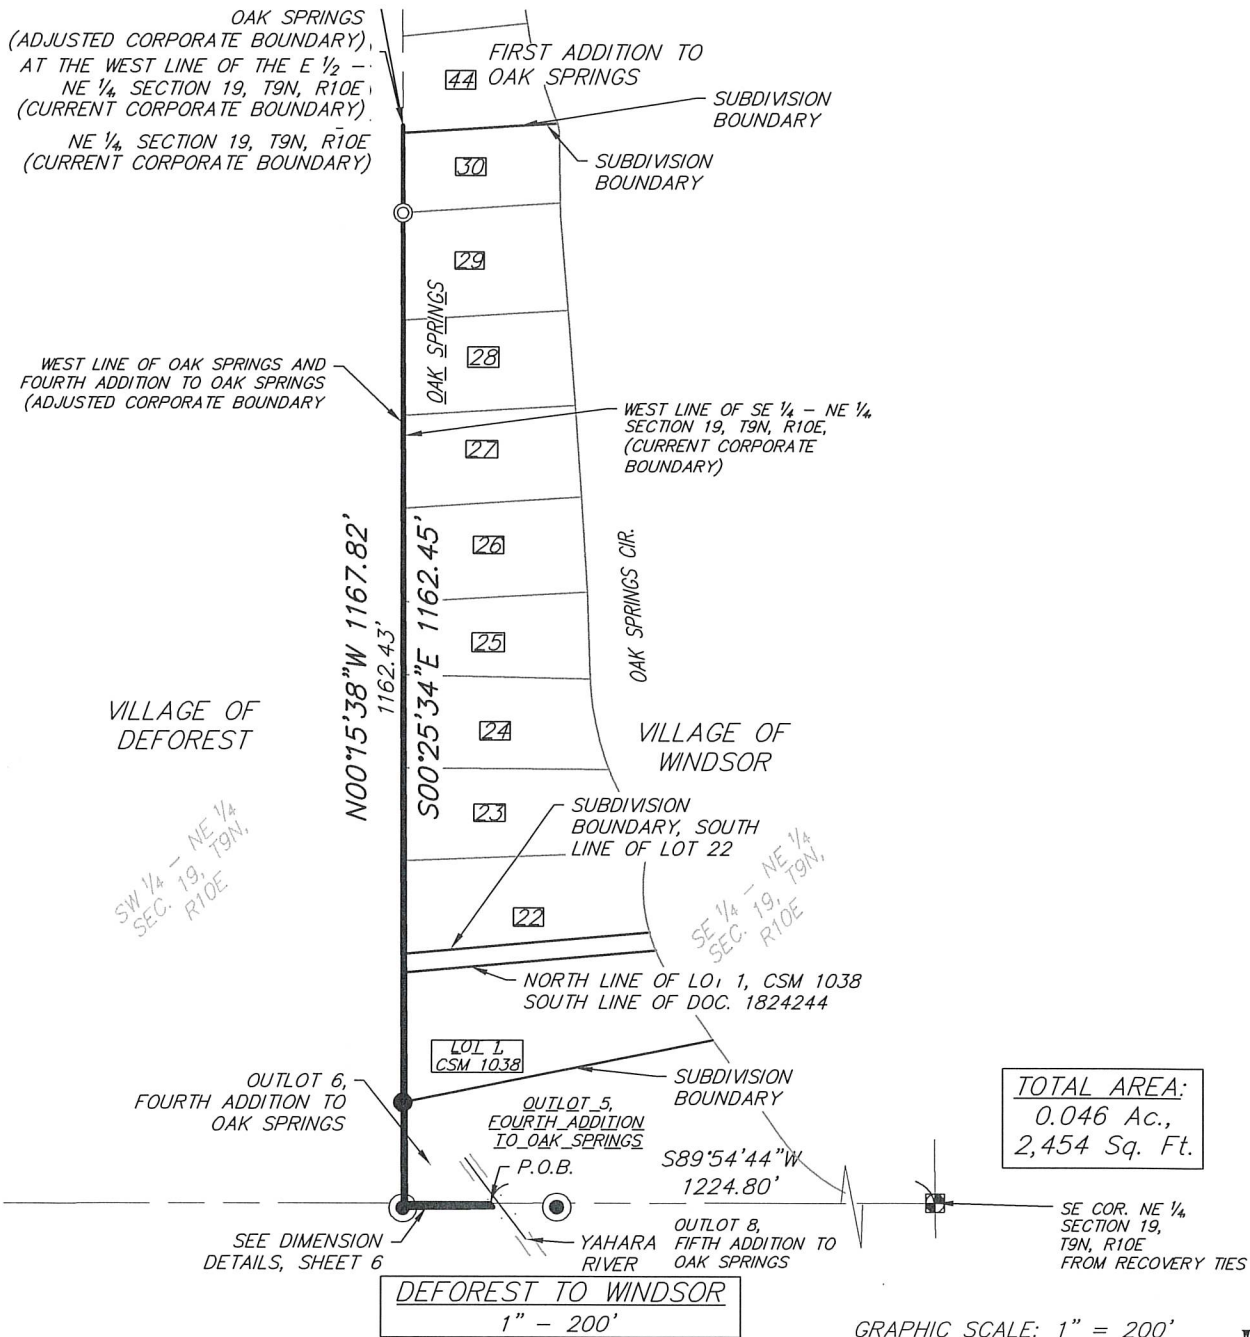 OAK SPRINGS
(ADJUSTED CORPORATE BOUNDARY)
AT THE WEST LINE OF THE E ½ –
NE ¼, SECTION 19, T9N, R10E
(CURRENT CORPORATE BOUNDARY)
NE ¼, SECTION 19, T9N, R10E
(CURRENT CORPORATE BOUNDARY)
FIRST ADDITION TO
OAK SPRINGS
44
SUBDIVISION
BOUNDARY
SUBDIVISION
BOUNDARY
30
29
OAK SPRINGS
28
WEST LINE OF OAK SPRINGS AND
FOURTH ADDITION TO OAK SPRINGS
(ADJUSTED CORPORATE BOUNDARY
WEST LINE OF SE ¼ – NE ¼,
SECTION 19, T9N, R10E,
(CURRENT CORPORATE
BOUNDARY)
27
26
25
24
23
22
N00°15'38"W 1167.82'
1162.43'
S00°25'34"E 1162.45'
OAK SPRINGS CIR.
VILLAGE OF
DEFOREST
VILLAGE OF
WINDSOR
SW ¼ – NE ¼
SEC. 19, T9N,
R10E
SUBDIVISION
BOUNDARY, SOUTH
LINE OF LOT 22
SE ¼ – NE ¼
SEC. 19, T9N,
R10E
NORTH LINE OF LOT 1, CSM 1038
SOUTH LINE OF DOC. 1824244
LOT 1,
CSM 1038
SUBDIVISION
BOUNDARY
OUTLOT 6,
FOURTH ADDITION TO
OAK SPRINGS
OUTLOT 5,
FOURTH ADDITION
TO OAK SPRINGS
P.O.B.
S89°54'44"W
1224.80'
TOTAL AREA:
0.046 Ac.,
2,454 Sq. Ft.
SEE DIMENSION
DETAILS, SHEET 6
YAHARA
RIVER
OUTLOT 8,
FIFTH ADDITION TO
OAK SPRINGS
SE COR. NE ¼,
SECTION 19,
T9N, R10E
FROM RECOVERY TIES
DEFOREST TO WINDSOR
1" – 200'
GRAPHIC SCALE: 1" = 200'